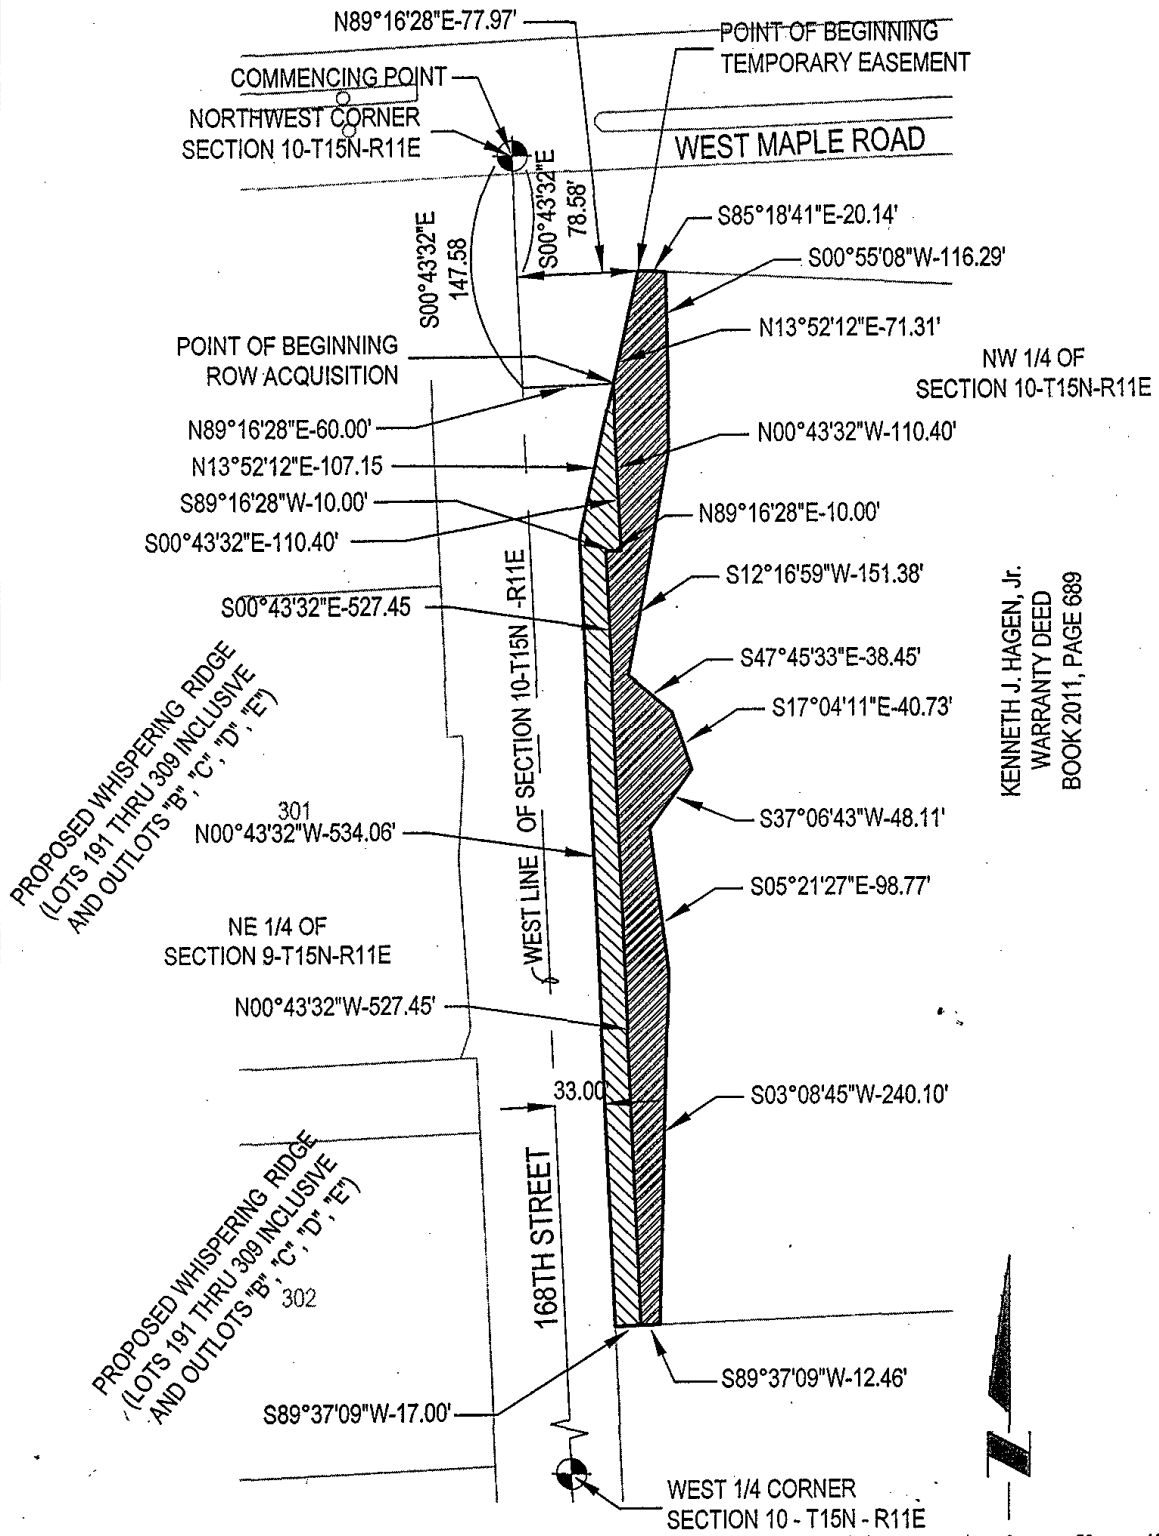 N89°16'28"E-77.97'
POINT OF BEGINNING
TEMPORARY EASEMENT
COMMENCING POINT
NORTHWEST CORNER
SECTION 10-T15N-R11E
WEST MAPLE ROAD
S00°43'32"E
78.58'
S00°43'32"E
147.58
S85°18'41"E-20.14'
S00°55'08"W-116.29'
N13°52'12"E-71.31'
POINT OF BEGINNING
ROW ACQUISITION
NW 1/4 OF
SECTION 10-T15N-R11E
N89°16'28"E-60.00'
N00°43'32"W-110.40'
N13°52'12"E-107.15
S89°16'28"W-10.00'
N89°16'28"E-10.00'
S00°43'32"E-110.40'
S12°16'59"W-151.38'
S00°43'32"E-527.45
WEST LINE OF SECTION 10-T15N -R11E
KENNETH J. HAGEN, Jr.
WARRANTY DEED
BOOK 2011, PAGE 689
S47°45'33"E-38.45'
S17°04'11"E-40.73'
PROPOSED WHISPERING RIDGE
(LOTS 191 THRU 309 INCLUSIVE
AND OUTLOTS "B", "C", "D", "E")
301
N00°43'32"W-534.06'
S37°06'43"W-48.11'
S05°21'27"E-98.77'
NE 1/4 OF
SECTION 9-T15N-R11E
N00°43'32"W-527.45'
33.00'
S03°08'45"W-240.10'
168TH STREET
PROPOSED WHISPERING RIDGE
(LOTS 191 THRU 309 INCLUSIVE
AND OUTLOTS "B", "C", "D", "E")
302
S89°37'09"W-12.46'
S89°37'09"W-17.00'
N
WEST 1/4 CORNER
SECTION 10 - T15N - R11E